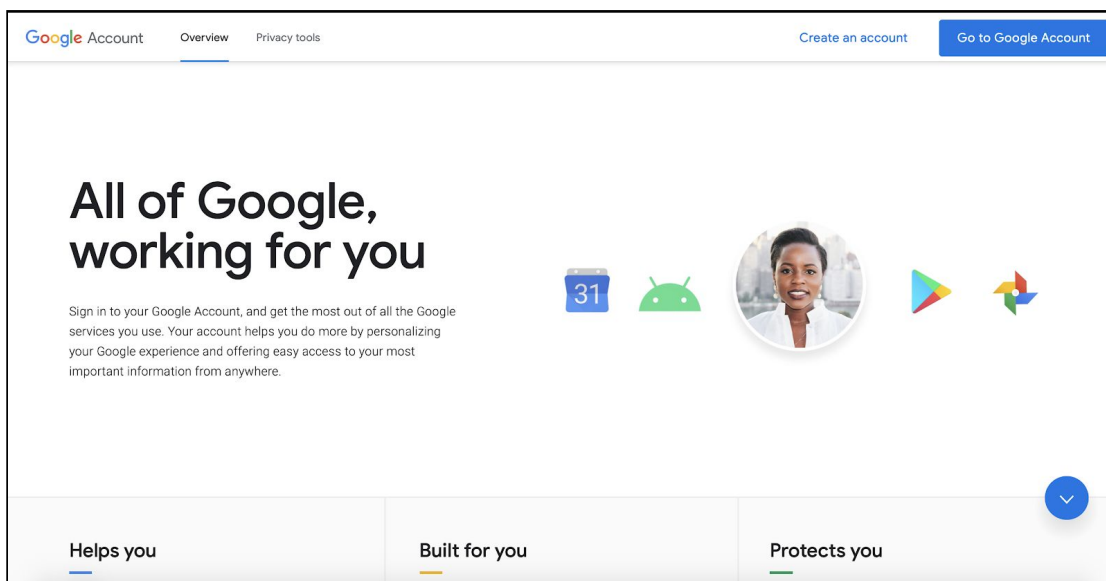 Google Account
Overview
Privacy tools
Create an account
Go to Google Account
All of Google,
working for you
Sign in to your Google Account, and get the most out of all the Google
services you use. Your account helps you do more by personalizing
your Google experience and offering easy access to your most
important information from anywhere.
31
Helps you
Built for you
Protects you